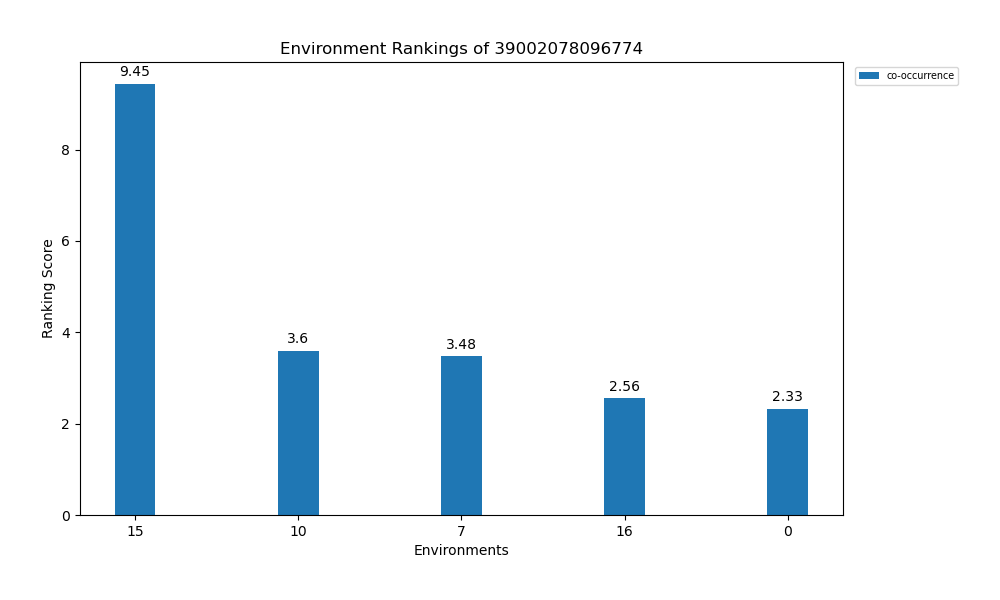 Environment Rankings of 39002078096774
co-occurrence
9.45
3.6
3.48
2.56
2.33
8
6
4
2
0
Ranking Score
15 10 7 16 0
Environments